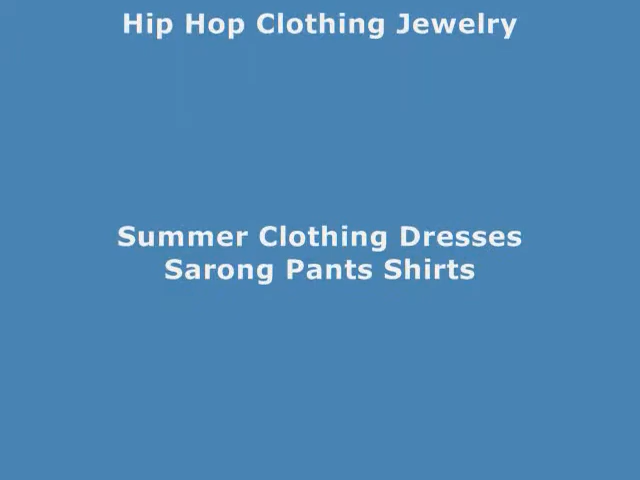 Hip Hop Clothing Jewelry
Summer Clothing Dresses
Sarong Pants Shirts